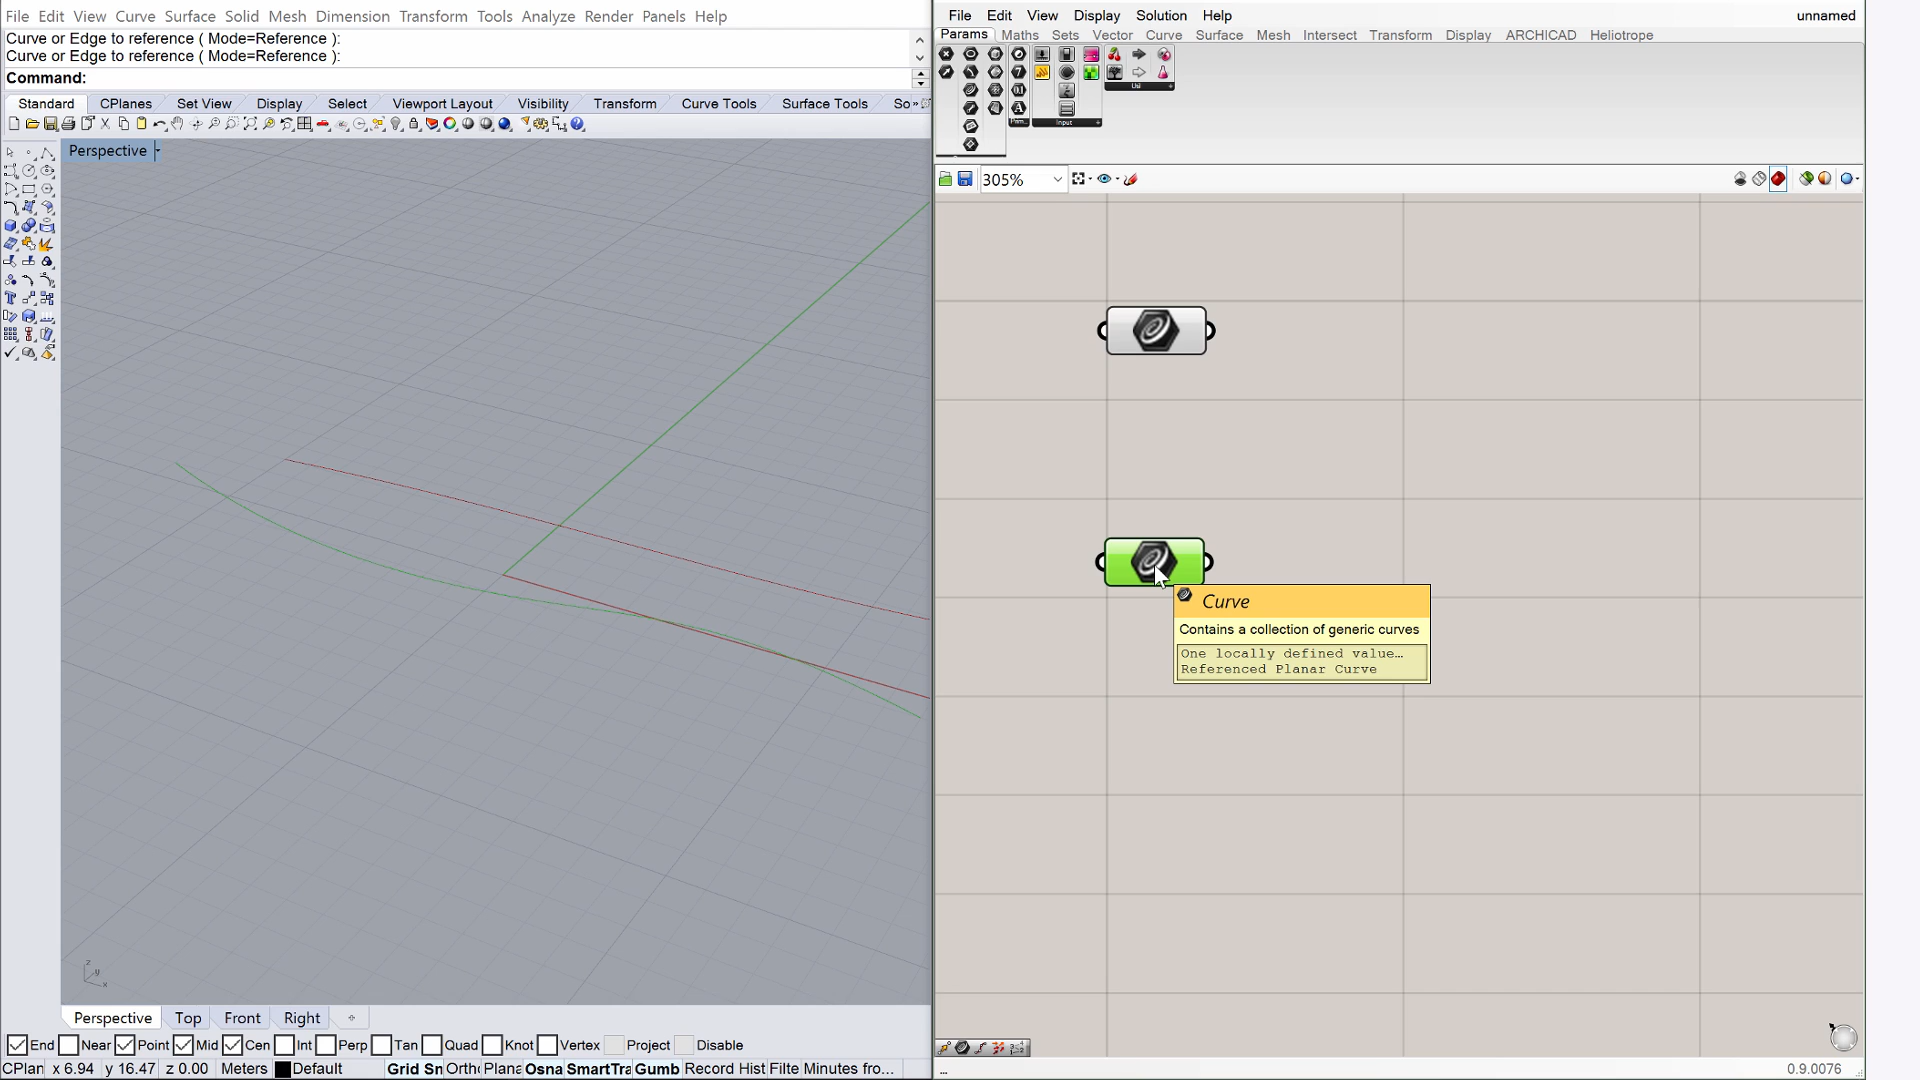 File Edit View Curve Surface Solid Mesh Dimension Transform Tools Analyze Render Panels Help
Curve or Edge to reference ( Mode=Reference ):
Curve or Edge to reference ( Mode=Reference ):
Command:
Standard CPlanes Set View Display Select Viewport Layout Visibility Transform Curve Tools Surface Tools So»
Perspective
z
y
x
Perspective Top Front Right
End Near Point Mid Cen Int Perp Tan Quad Knot Vertex Project Disable
CPlan x 6.94 y 16.47 z 0.00 Meters Default Grid Sn Orth Plana Osna SmartTra Gumb Record Hist Filte Minutes fro...
File Edit View Display Solution Help unnamed
Params Maths Sets Vector Curve Surface Mesh Intersect Transform Display ARCHICAD Heliotrope
Prim...
Input
Util
305%
Curve
Contains a collection of generic curves
One locally defined value…
Referenced Planar Curve
... 0.9.0076